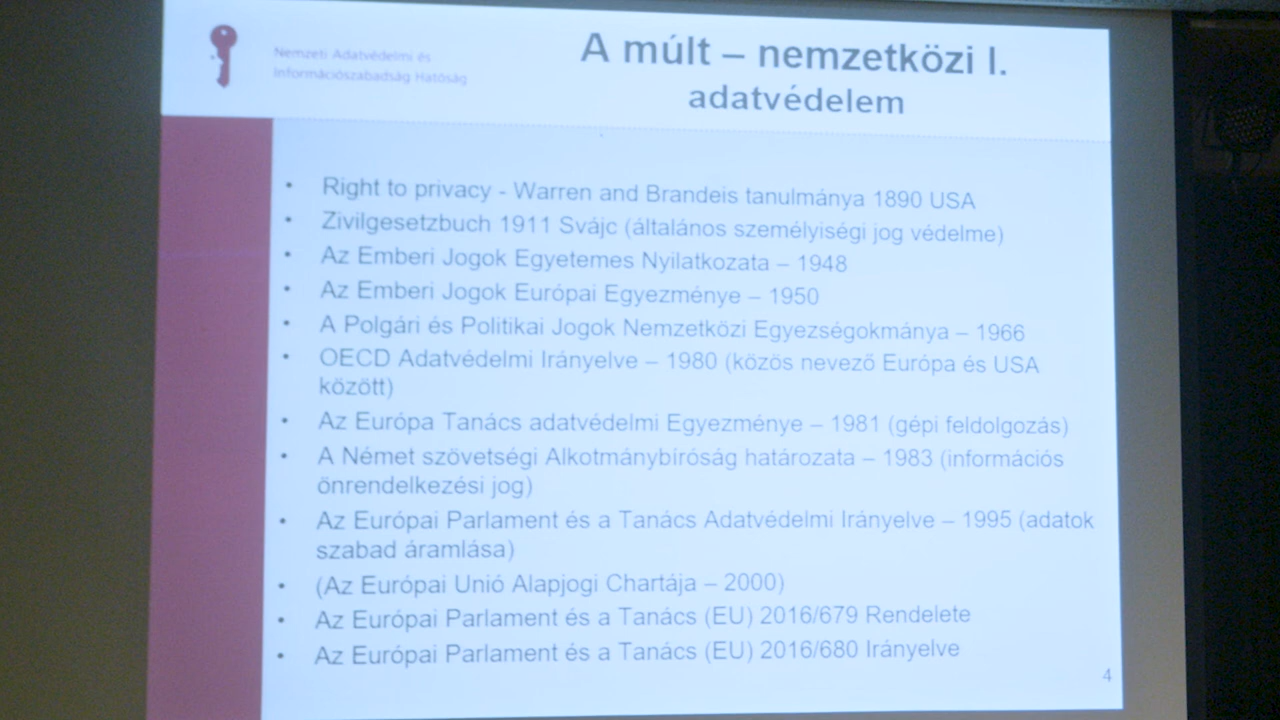 Nemzeti Adatvédelmi és
Információszabadság Hatóság
A múlt – nemzetközi I.
adatvédelem
• Right to privacy - Warren and Brandeis tanulmánya 1890 USA
• Zivilgesetzbuch 1911 Svájc (általános személyiségi jog védelme)
• Az Emberi Jogok Egyetemes Nyilatkozata – 1948
• Az Emberi Jogok Európai Egyezménye – 1950
• A Polgári és Politikai Jogok Nemzetközi Egyezségokmánya – 1966
• OECD Adatvédelmi Irányelve – 1980 (közös nevező Európa és USA
között)
• Az Európa Tanács adatvédelmi Egyezménye – 1981 (gépi feldolgozás)
• A Német szövetségi Alkotmánybíróság határozata – 1983 (információs
önrendelkezési jog)
• Az Európai Parlament és a Tanács Adatvédelmi Irányelve – 1995 (adatok
szabad áramlása)
• (Az Európai Unió Alapjogi Chartája – 2000)
• Az Európai Parlament és a Tanács (EU) 2016/679 Rendelete
• Az Európai Parlament és a Tanács (EU) 2016/680 Irányelve
4